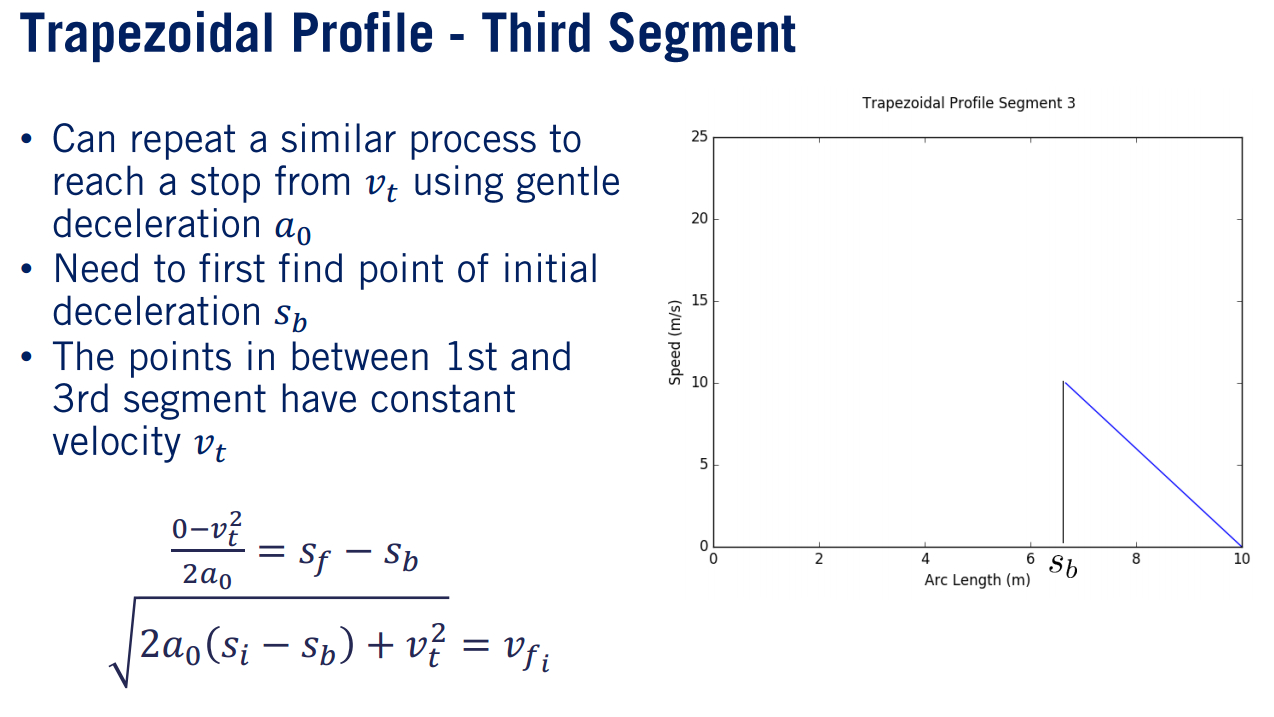 Trapezoidal Profile - Third Segment
• Can repeat a similar process to
reach a stop from v_t using gentle
deceleration a_0
• Need to first find point of initial
deceleration s_b
• The points in between 1st and
3rd segment have constant
velocity v_t
\frac{0-v_t^2}{2a_0} = s_f - s_b
\sqrt{2a_0(s_i - s_b) + v_t^2} = v_{f_i}
Trapezoidal Profile Segment 3
25
20
15
10
5
0
Speed (m/s)
0 2 4 6 8 10
s_b
Arc Length (m)